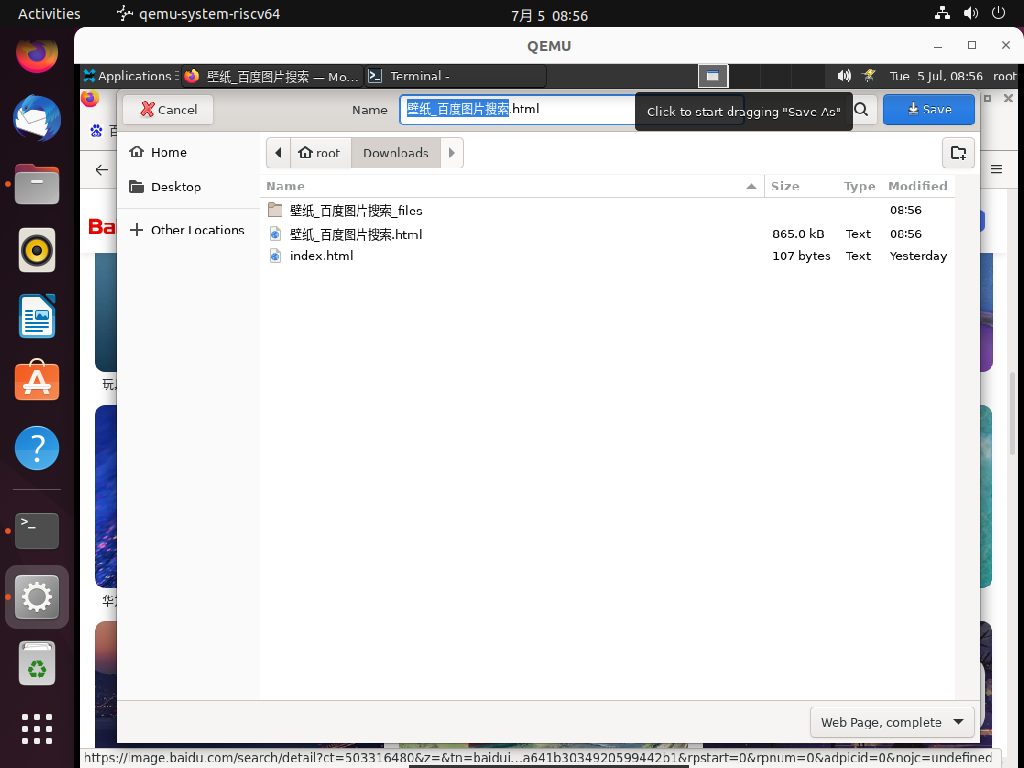 Activities
qemu-system-riscv64
7月 5 08:56
QEMU
Applications
壁纸_百度图片搜索 — Mo...
Terminal -
Tue 5 Jul, 08:56
root
Cancel
Name
壁纸_百度图片搜索.html
Click to start dragging "Save As"
Save
百
Home
root
Downloads
Desktop
Name
Size
Type
Modified
壁纸_百度图片搜索_files
08:56
Ba
Other Locations
壁纸_百度图片搜索.html
865.0 kB
Text
08:56
index.html
107 bytes
Text
Yesterday
玩
华
Web Page, complete
https://image.baidu.com/search/detail?ct=503316480&z=&tn=baidui...a641b3034920599442b1&rpstart=0&rpnum=0&adpicid=0&nojc=undefined